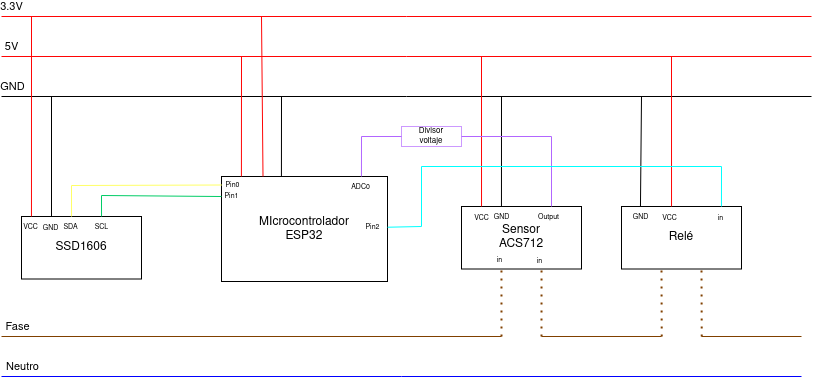 3.3V
5V
GND
Divisor
voltaje
Pin0
ADCo
Pin1
MIcrocontrolador
ESP32
Pin2
VCC GND SDA SCL
SSD1606
VCC GND Output
Sensor
ACS712
in in
GND VCC in
Relé
Fase
Neutro